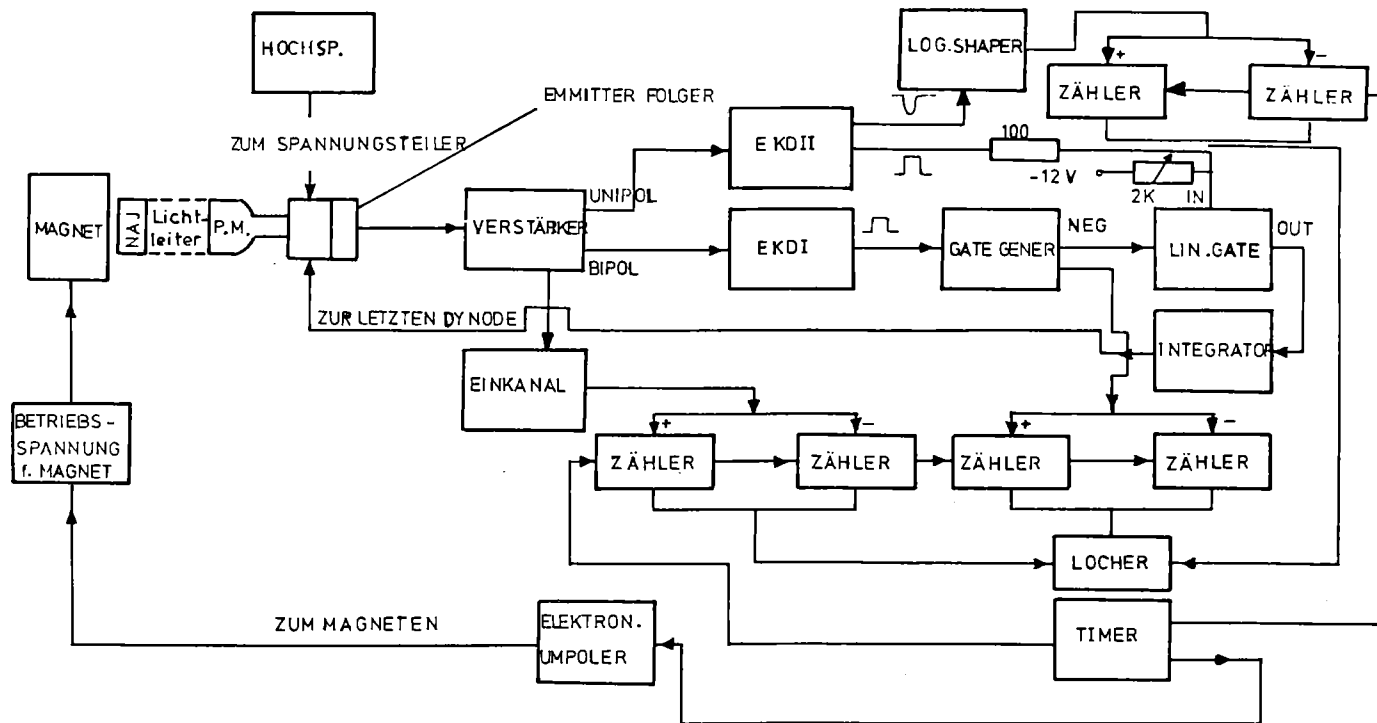 HOCHSP.
LOG.SHAPER
+
−
ZÄHLER
ZÄHLER
EMMITTER FOLGER
ZUM SPANNUNGSTEILER
EKDII
100
-12 V
2K
IN
MAGNET
NAJ
Licht-
leiter
P.M.
VERSTÄRKER
UNIPOL
BIPOL
EKDI
GATE GENER
NEG
LIN.GATE
OUT
ZUR LETZTEN DYNODE
INTEGRATOR
EINKANAL
BETRIEBS-
SPANNUNG
f. MAGNET
+
−
+
−
ZÄHLER
ZÄHLER
ZÄHLER
ZÄHLER
LOCHER
ZUM MAGNETEN
ELEKTRON.
UMPOLER
TIMER